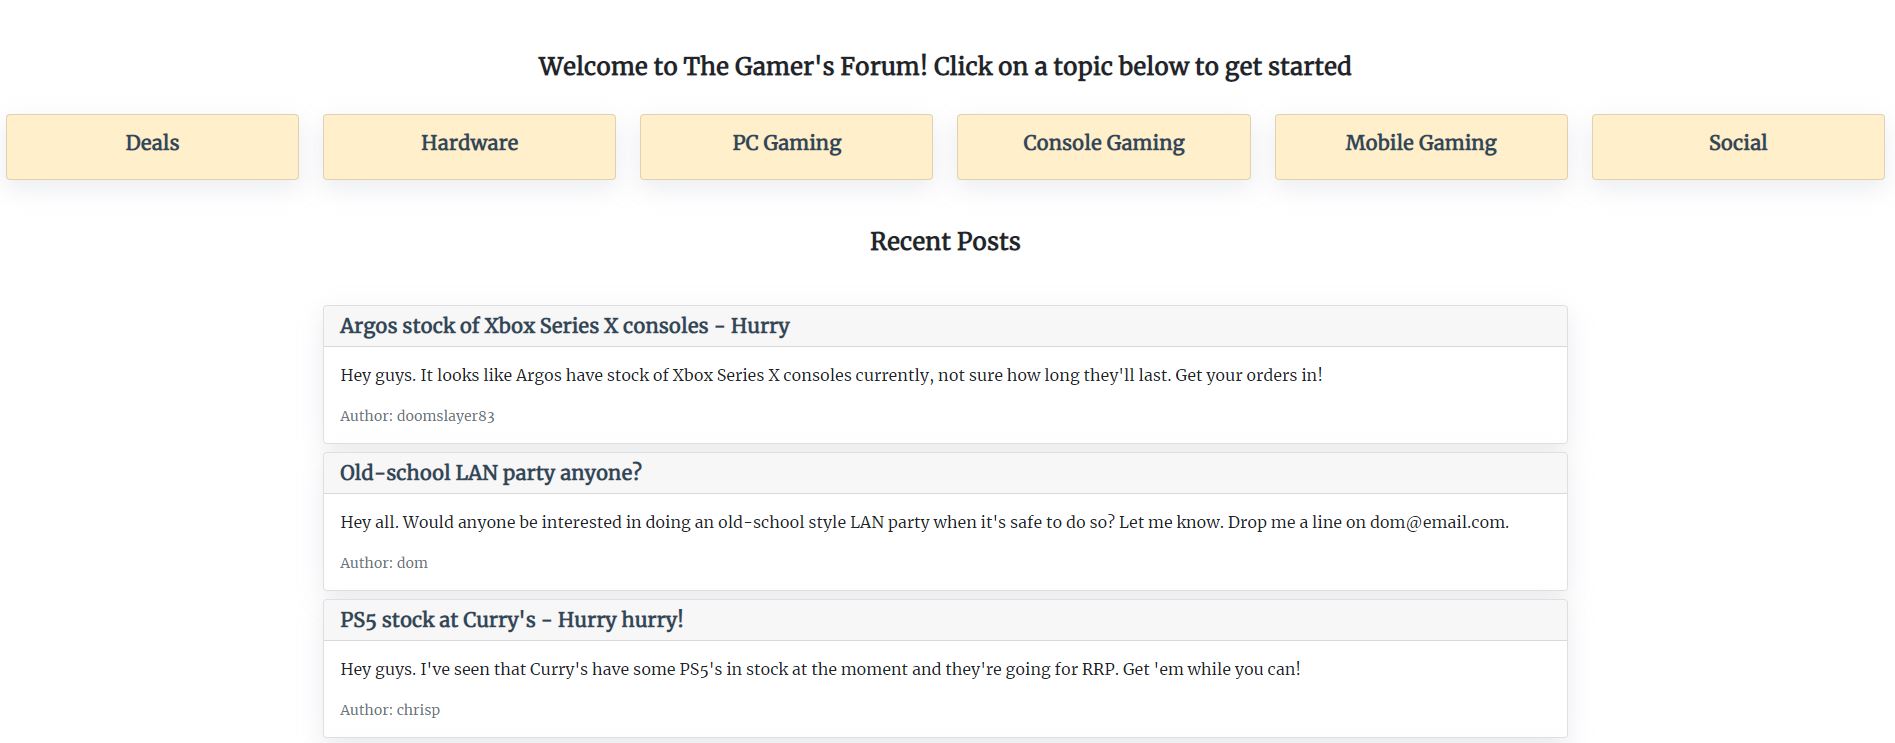 Welcome to The Gamer's Forum! Click on a topic below to get started
Deals
Hardware
PC Gaming
Console Gaming
Mobile Gaming
Social
Recent Posts
Argos stock of Xbox Series X consoles - Hurry
Hey guys. It looks like Argos have stock of Xbox Series X consoles currently, not sure how long they'll last. Get your orders in!
Author: doomslayer83
Old-school LAN party anyone?
Hey all. Would anyone be interested in doing an old-school style LAN party when it's safe to do so? Let me know. Drop me a line on dom@email.com.
Author: dom
PS5 stock at Curry's - Hurry hurry!
Hey guys. I've seen that Curry's have some PS5's in stock at the moment and they're going for RRP. Get 'em while you can!
Author: chrisp